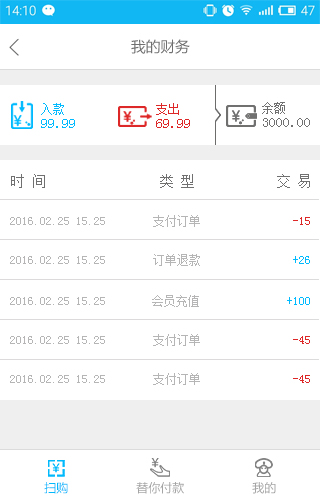 14:10 47
我的财务
入款 支出 余额
99.99 69.99 3000.00
时 间 类 型 交 易
2016.02.25 15.25 支付订单 -15
2016.02.25 15.25 订单退款 +26
2016.02.25 15.25 会员充值 +100
2016.02.25 15.25 支付订单 -45
2016.02.25 15.25 支付订单 -45
扫购 替你付款 我的